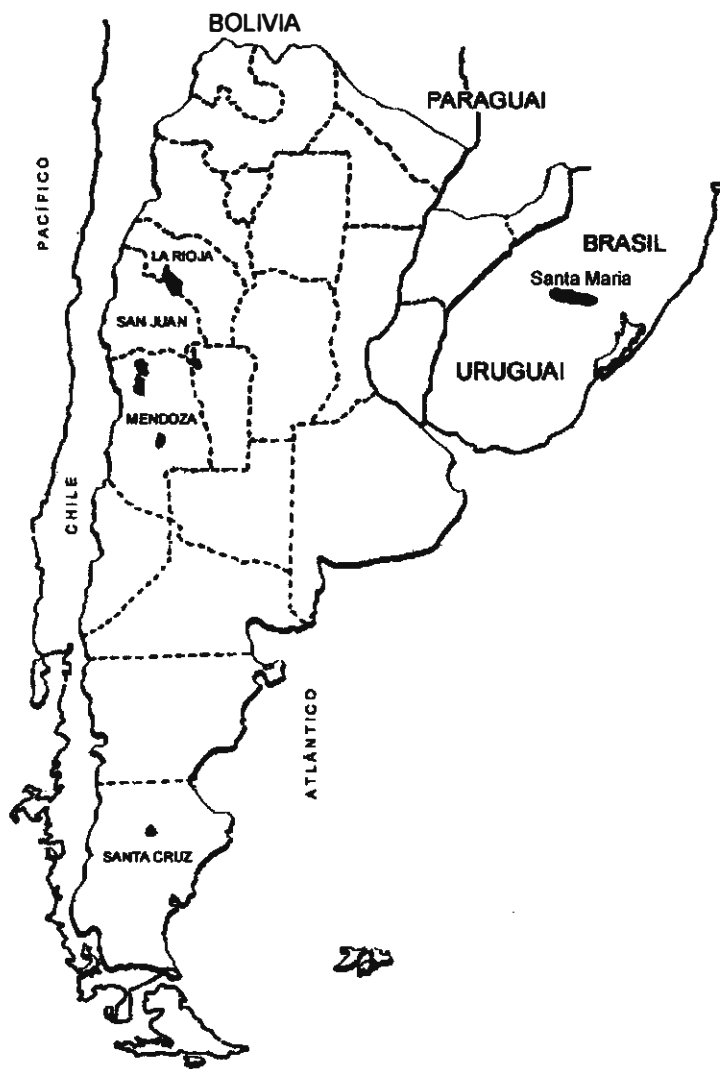 BOLIVIA
PARAGUAI
PACÍFICO
BRASIL
LA RIOJA
Santa Maria
SAN JUAN
URUGUAI
MENDOZA
CHILE
ATLÂNTICO
SANTA CRUZ